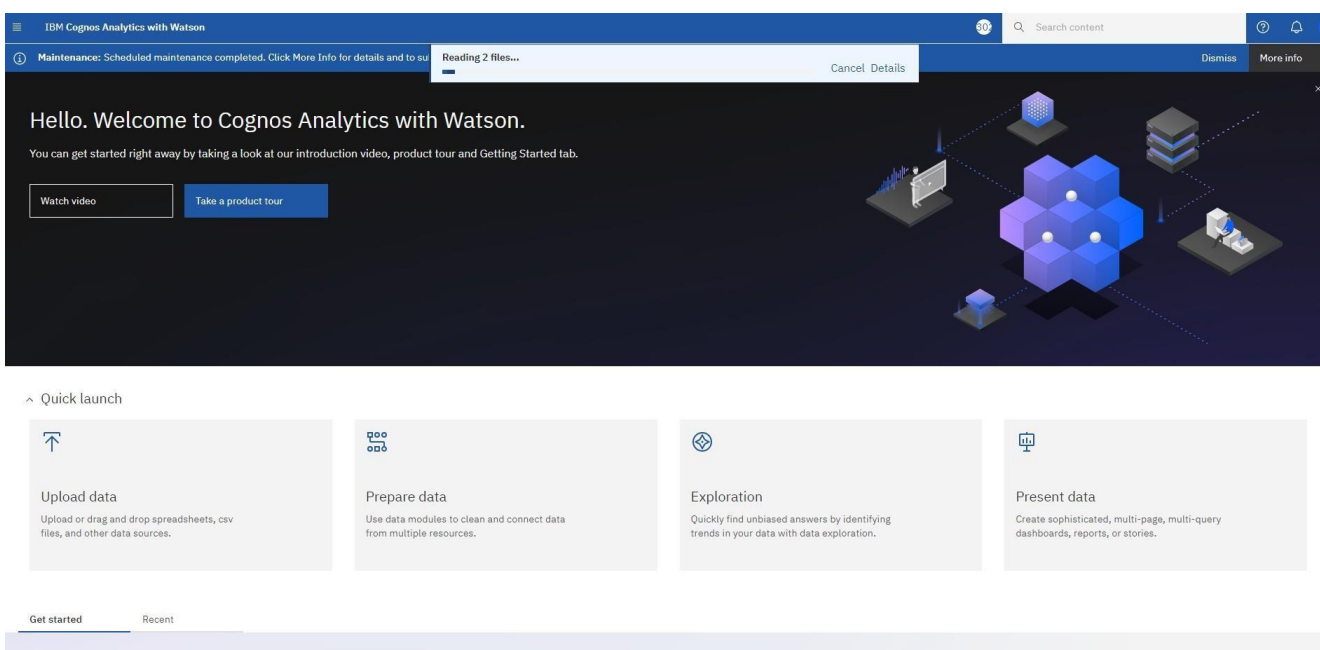 IBM Cognos Analytics with Watson
Search content
Maintenance: Scheduled maintenance completed. Click More Info for details and to su
Reading 2 files...
Cancel Details
Dismiss
More info
Hello. Welcome to Cognos Analytics with Watson.
You can get started right away by taking a look at our introduction video, product tour and Getting Started tab.
Watch video
Take a product tour
Quick launch
Upload data
Upload or drag and drop spreadsheets, csv
files, and other data sources.
Prepare data
Use data modules to clean and connect data
from multiple resources.
Exploration
Quickly find unbiased answers by identifying
trends in your data with data exploration.
Present data
Create sophisticated, multi-page, multi-query
dashboards, reports, or stories.
Get started
Recent